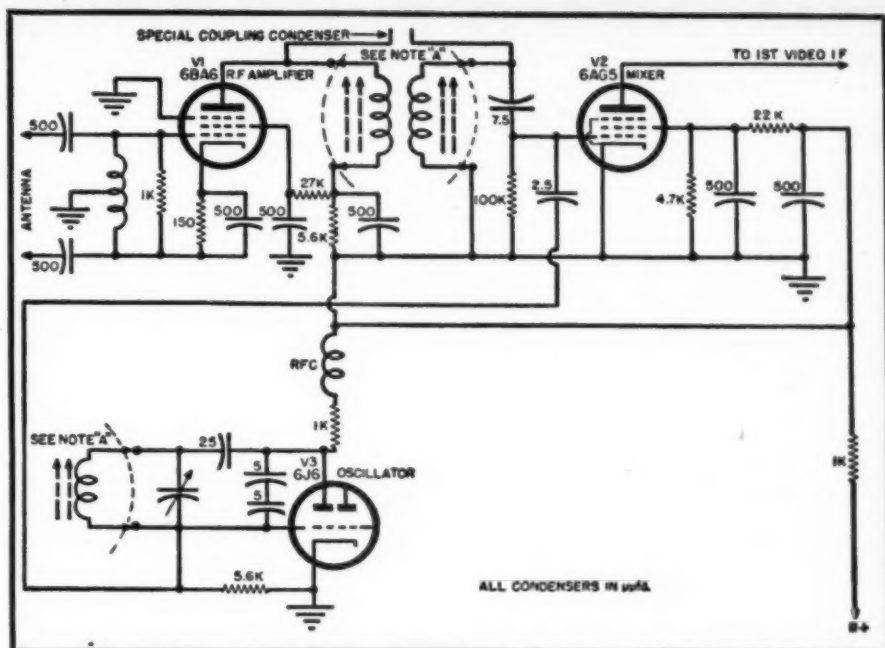 SPECIAL COUPLING CONDENSER
V1
6BA6 R.F AMPLIFIER
SEE NOTE "A"
V2
6AG5 MIXER
TO 1ST VIDEO I F
500
7.5
22K
ANTENNA
1K
27K
100K
2.5
4.7K
500
500
150
500
500
5.6K
500
500
RFC
1K
SEE NOTE "A"
25
V3
6J6 OSCILLATOR
5
5
1K
5.6K
ALL CONDENSERS IN µµfd.
B+